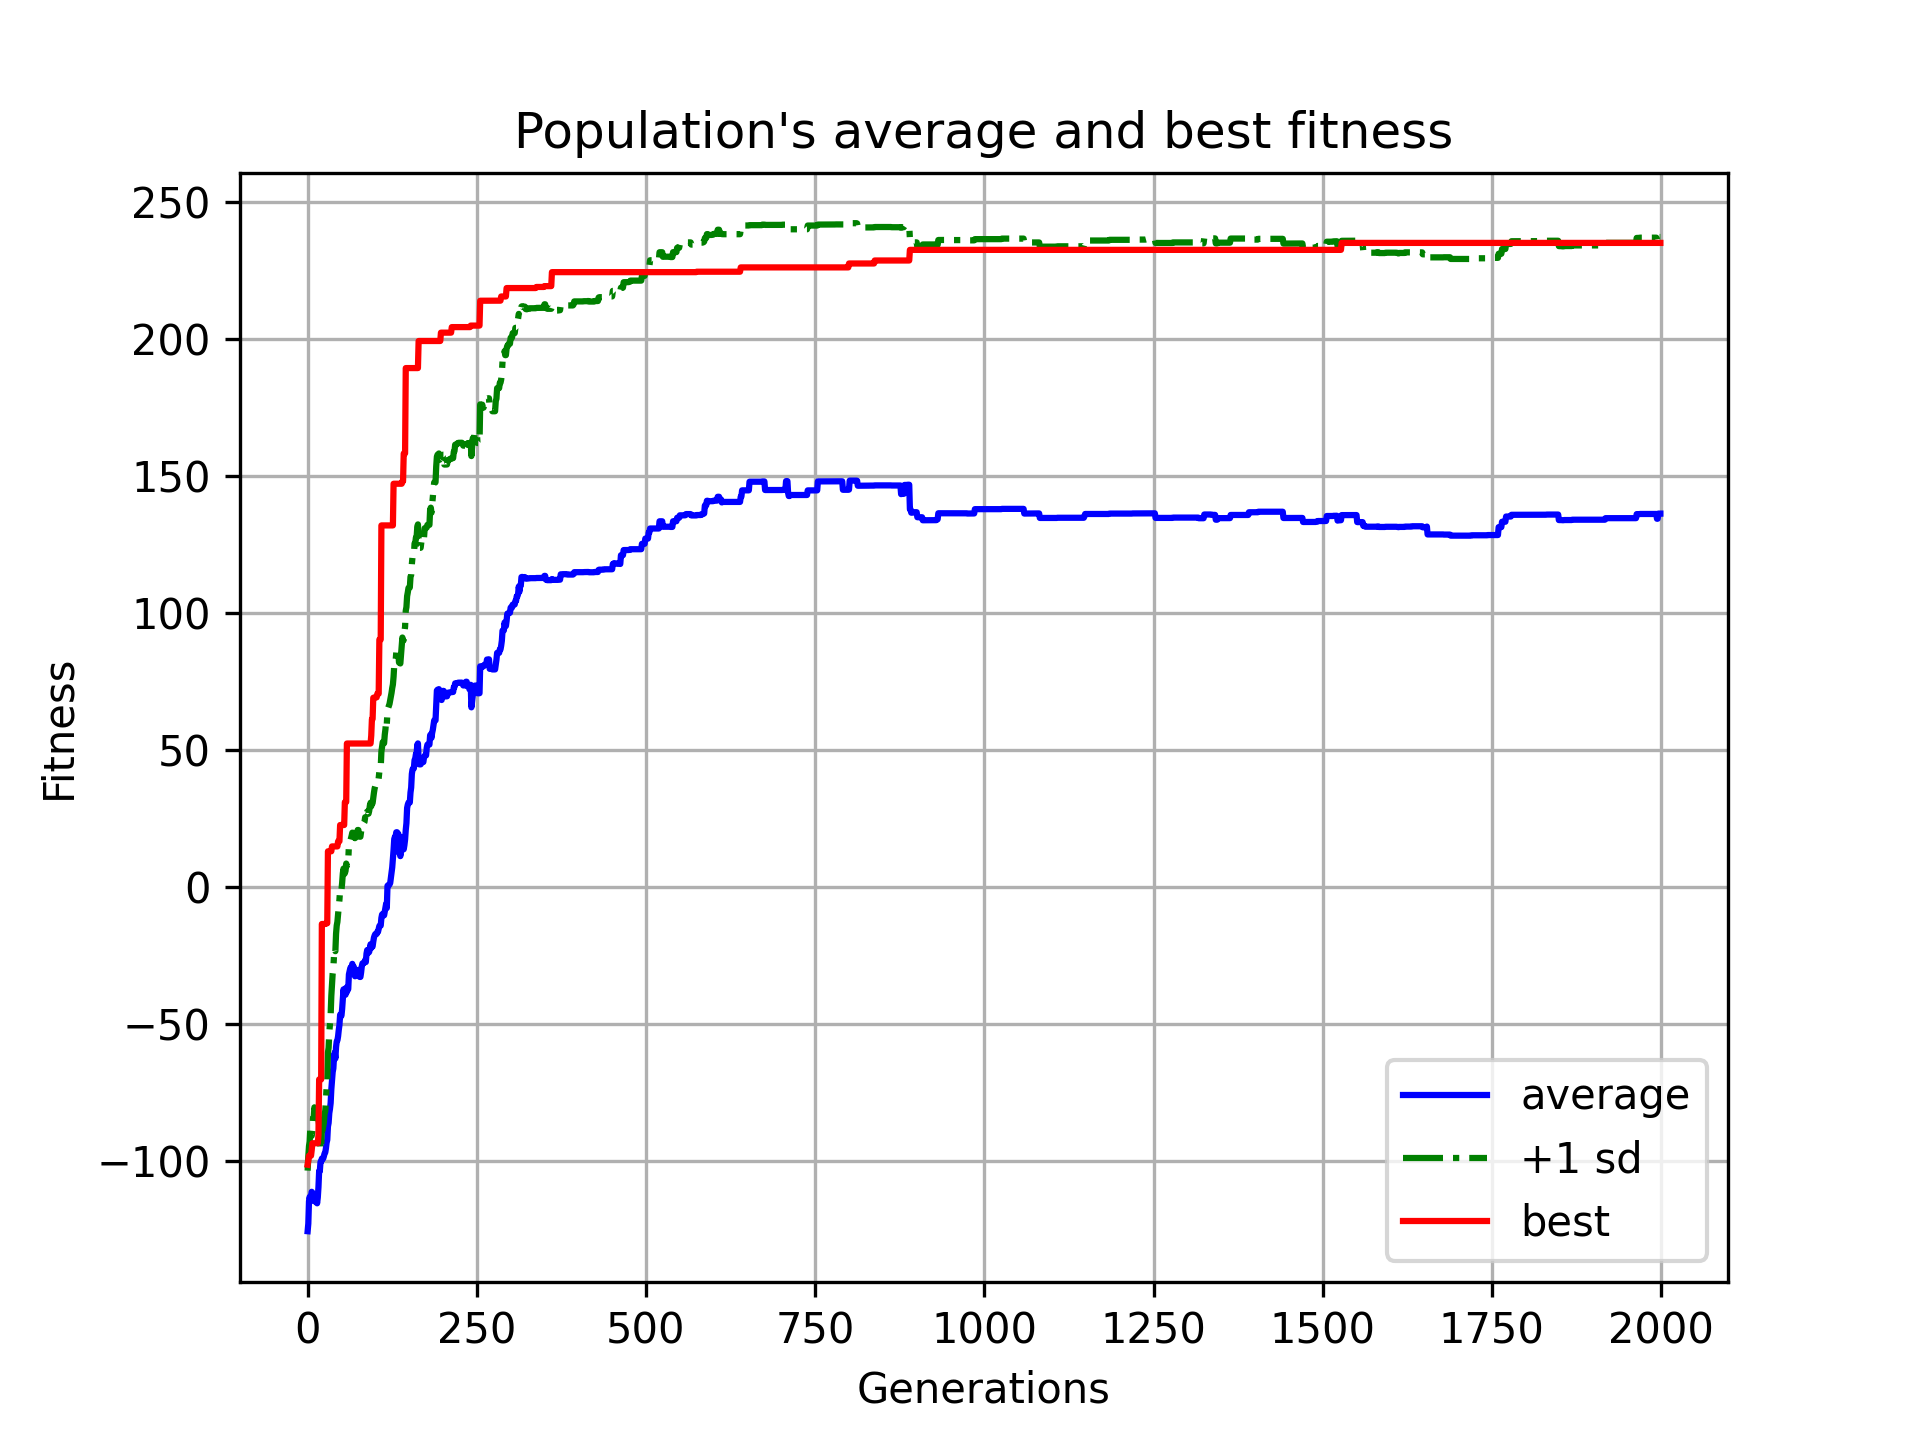 Population's average and best fitness
Fitness
250
200
150
100
50
0
−50
−100
average
+1 sd
best
0 250 500 750 1000 1250 1500 1750 2000
Generations